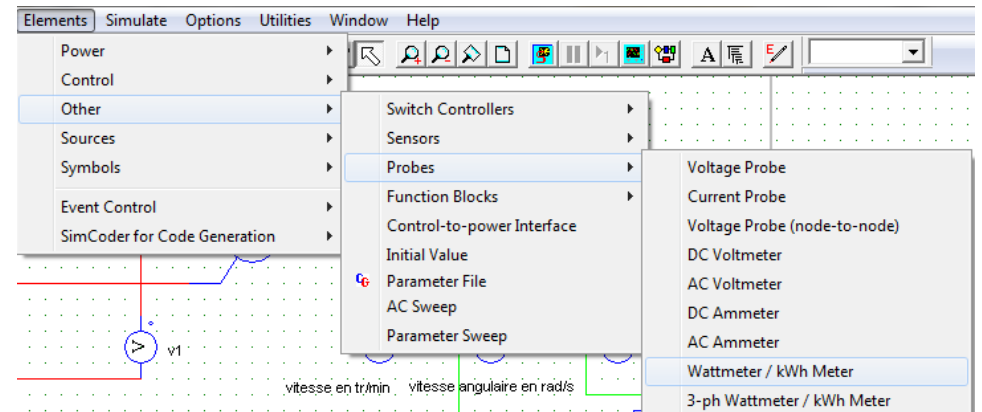 Elements Simulate Options Utilities Window Help
Power
Control
Other
Sources
Symbols
Event Control
SimCoder for Code Generation
A
Switch Controllers
Sensors
Probes
Function Blocks
Control-to-power Interface
Initial Value
Parameter File
AC Sweep
Parameter Sweep
Voltage Probe
Current Probe
Voltage Probe (node-to-node)
DC Voltmeter
AC Voltmeter
DC Ammeter
AC Ammeter
Wattmeter / kWh Meter
3-ph Wattmeter / kWh Meter
V v1
vitesse en tr/min vitesse angulaire en rad/s